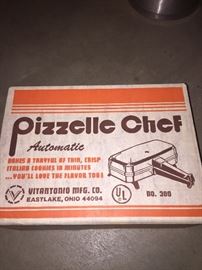 Pizzelle Chef
Automatic
BAKES A TRAYFUL OF THIN, CRISP
ITALIAN COOKIES IN MINUTES
...YOU'LL LOVE THE FLAVOR TOO!
V
VITANTONIO MFG. CO.
EASTLAKE, OHIO 44094
UL
NO. 300